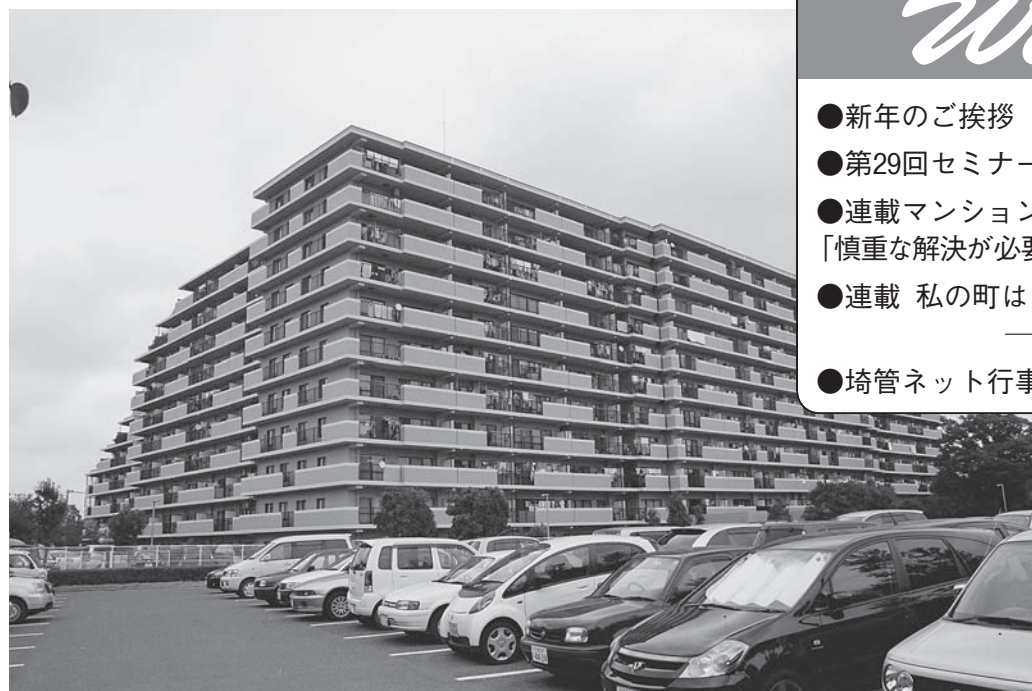 ●新年のご挨拶
●第29回セミナー
●連載マンション
「慎重な解決が必要
●連載 私の町は
●埼管ネット行事